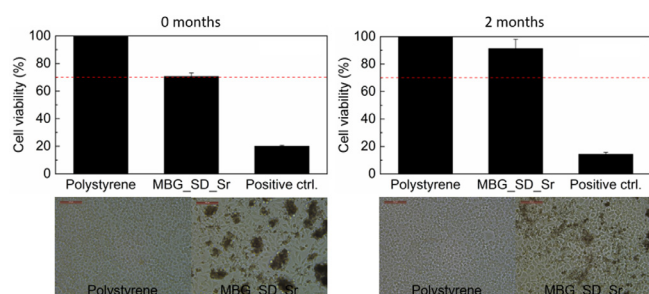 0 months
2 months
Cell viability (%)
100
80
60
40
20
0
Polystyrene MBG_SD_Sr Positive ctrl.
Cell viability (%)
100
80
60
40
20
0
Polystyrene MBG_SD_Sr Positive ctrl.
Polystyrene MBG_SD_Sr
Polystyrene MBG_SD_Sr